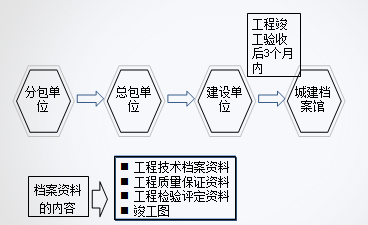 工程竣
工验收
后3个月
内
分包单
位
总包单
位
建设单
位
城建档
案馆
档案资料
的内容
■ 工程技术档案资料
■ 工程质量保证资料
■ 工程检验评定资料
■ 竣工图